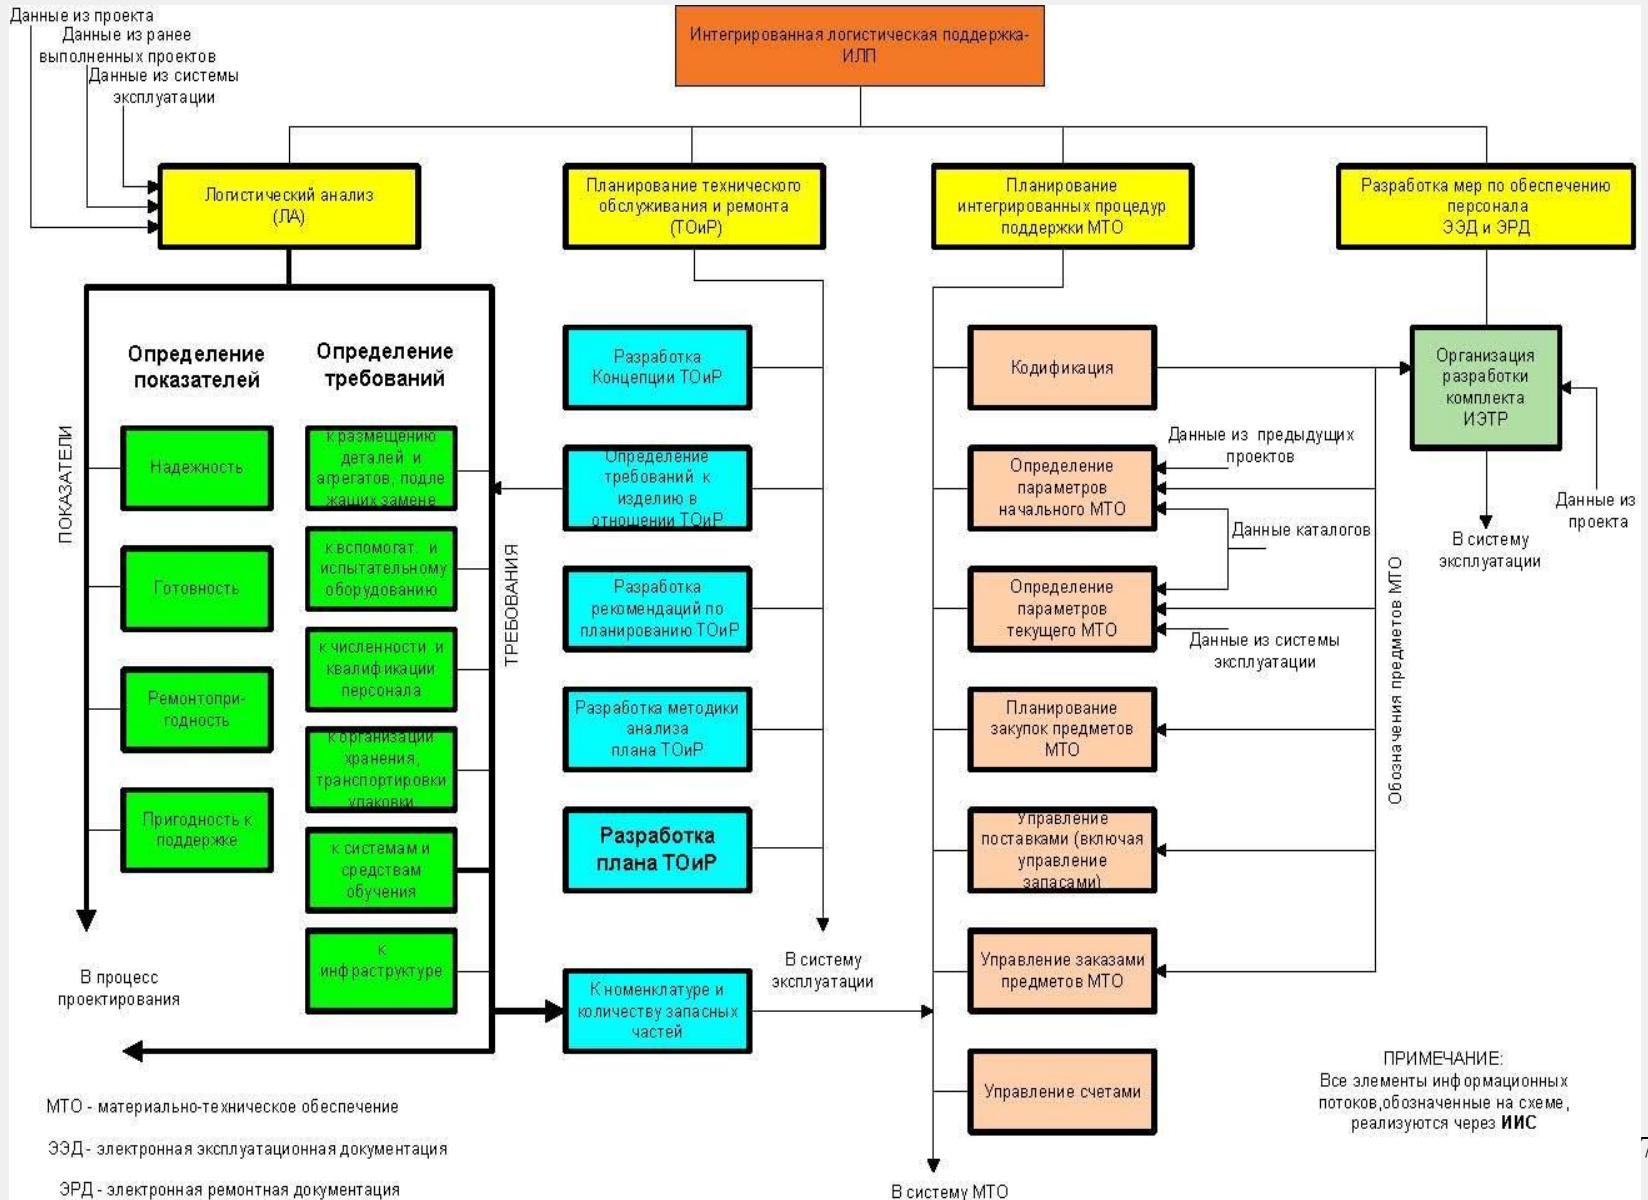 Данные из проекта
Данные из ранее
выполненных проектов
Данные из системы
эксплуатации
Интегрированная логистическая поддержка-
ИЛП
Логистический анализ
(ЛА)
Планирование технического
обслуживания и ремонта
(ТОиР)
Планирование
интегрированных процедур
поддержки МТО
Разработка мер по обеспечению
персонала
ЭЭД и ЭРД
ПОКАЗАТЕЛИ
Определение
показателей
Надежность
Готовность
Ремонтопри-
годность
Пригодность к
поддержке
В процесс
проектирования
Определение
требований
к размещению
деталей и
агрегатов, подле
жащих замене
к вспомогат. и
испытательному
оборудованию
к численности и
квалификации
персонала
к организации
хранения,
транспортировки
упаковки
к системам и
средствам
обучения
к
инфраструктуре
ТРЕБОВАНИЯ
Разработка
Концепции ТОиР
Определение
требований к
изделию в
отношении ТОиР
Разработка
рекомендаций по
планированию ТОиР
Разработка методики
анализа
плана ТОиР
Разработка
плана ТОиР
В систему
эксплуатации
К номенклатуре и
количеству запасных
частей
Кодификация
Определение
параметров
начального МТО
Определение
параметров
текущего МТО
Планирование
закупок предметов
МТО
Управление
поставками (включая
управление
запасами)
Управление заказами
предметов МТО
Управление счетами
В систему МТО
Данные из предыдущих
проектов
Данные каталогов
Данные из системы
эксплуатации
Обозначения предметов МТО
Организация
разработки
комплекта
ИЭТР
В систему
эксплуатации
Данные из
проекта
ПРИМЕЧАНИЕ:
Все элементы информационных
потоков,обозначенные на схеме,
реализуются через ИИС
МТО - материально-техническое обеспечение
ЭЭД - электронная эксплуатационная документация
ЭРД - электронная ремонтная документация